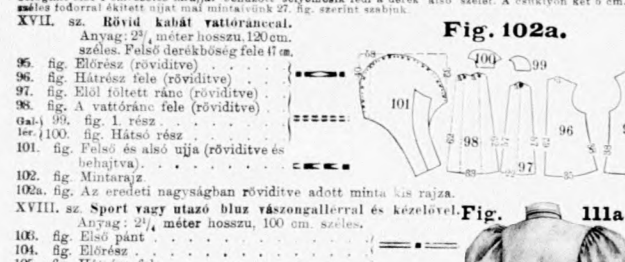 széles fodorral ékitett ujjat mai mintaivünk 27. fig. szerint szabjuk.
XVII. sz. Rövid kabát vattóránccal.
Anyag: 2¾ méter hosszu, 120 cm.
széles. Felső derékbőség fele 47 cm.
95. fig. Előrész (röviditve)
96. fig. Hátrész fele (röviditve)
97. fig. Elöl föltett ránc (röviditve)
98. fig. A vattóránc fele (röviditve)
Gal- 99. fig. 1. rész
lér. 100. fig. Hátsó rész
101. fig. Felső és alsó ujja (röviditve és
behajtva)
102. fig. Mintarajz
102a. fig. Az eredeti nagyságban röviditve adott minta kis rajza.
XVIII. sz. Sport vagy utazó bluz vászongallérral és kézelővel.
Anyag: 2¼ méter hosszu, 100 cm. széles.
103. fig. Első pánt
104. fig. Előrész
Fig. 102a.
100
99
101
98
97
96
Fig. 111a